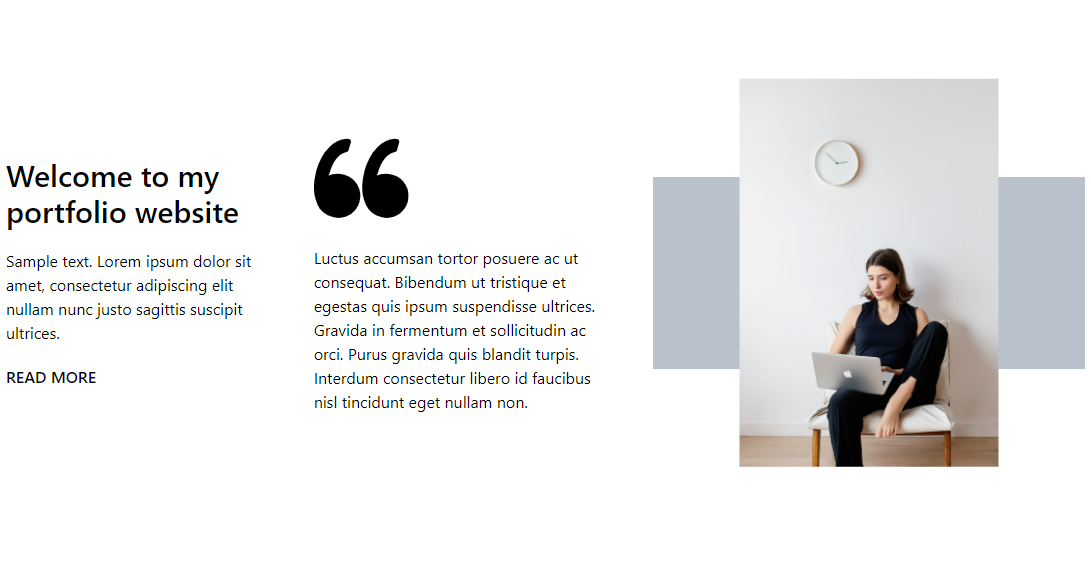 Welcome to my
portfolio website
Sample text. Lorem ipsum dolor sit
amet, consectetur adipiscing elit
nullam nunc justo sagittis suscipit
ultrices.
READ MORE
“
Luctus accumsan tortor posuere ac ut
consequat. Bibendum ut tristique et
egestas quis ipsum suspendisse ultrices.
Gravida in fermentum et sollicitudin ac
orci. Purus gravida quis blandit turpis.
Interdum consectetur libero id faucibus
nisl tincidunt eget nullam non.